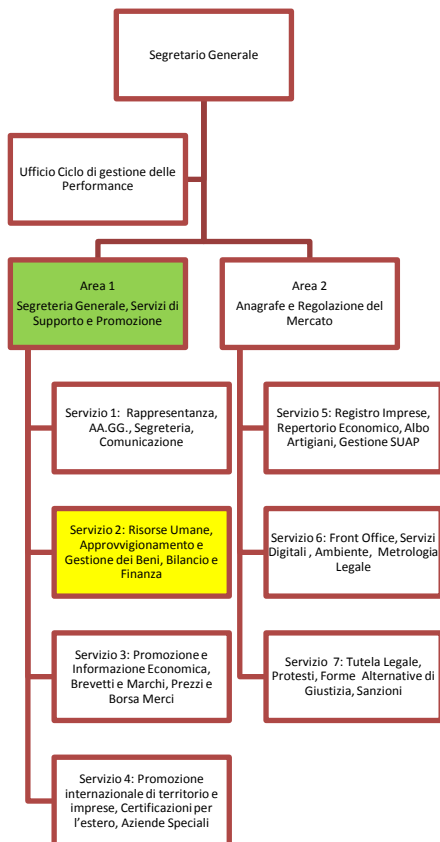 Segretario Generale
Ufficio Ciclo di gestione delle
Performance
Area 1
Segreteria Generale, Servizi di
Supporto e Promozione
Area 2
Anagrafe e Regolazione del
Mercato
Servizio 1: Rappresentanza,
AA.GG., Segreteria,
Comunicazione
Servizio 2: Risorse Umane,
Approvvigionamento e
Gestione dei Beni, Bilancio e
Finanza
Servizio 3: Promozione e
Informazione Economica,
Brevetti e Marchi, Prezzi e
Borsa Merci
Servizio 4: Promozione
internazionale di territorio e
imprese, Certificazioni per
l'estero, Aziende Speciali
Servizio 5: Registro Imprese,
Repertorio Economico, Albo
Artigiani, Gestione SUAP
Servizio 6: Front Office, Servizi
Digitali , Ambiente, Metrologia
Legale
Servizio 7: Tutela Legale,
Protesti, Forme Alternative di
Giustizia, Sanzioni